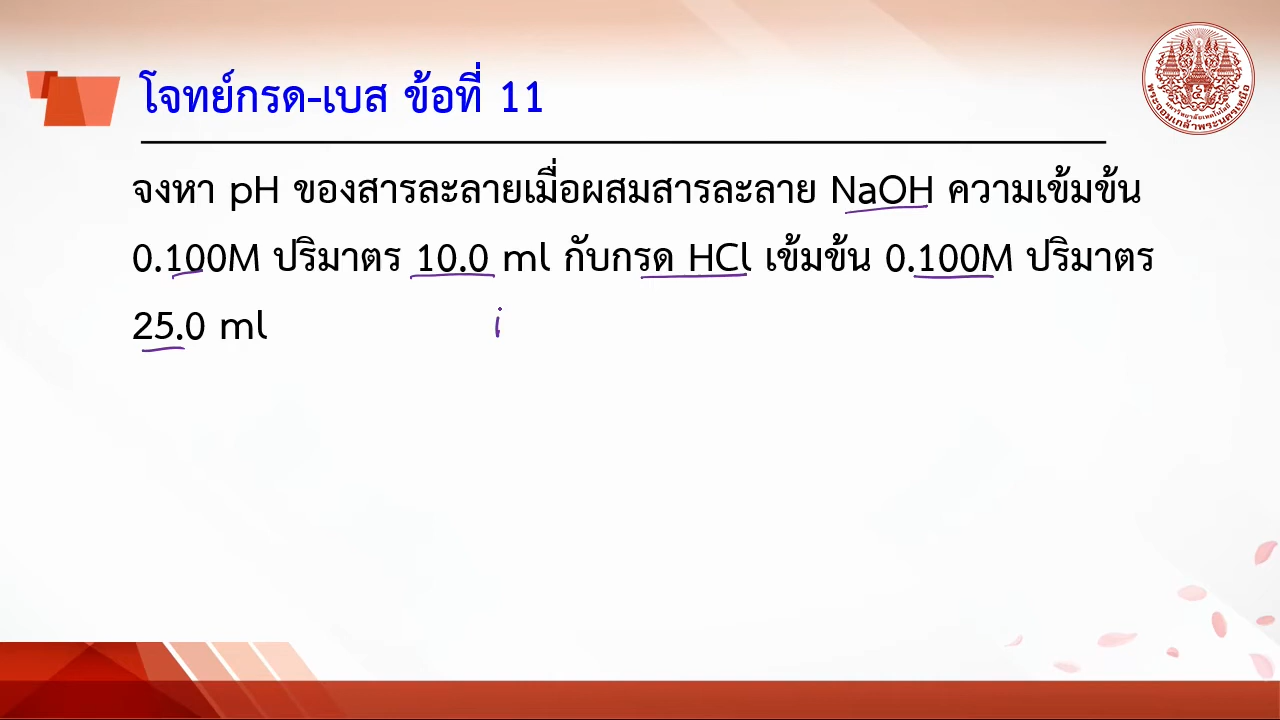 โจทย์กรด-เบส ข้อที่ 11
จงหา pH ของสารละลายเมื่อผสมสารละลาย NaOH ความเข้มข้น
0.100M ปริมาตร 10.0 ml กับกรด HCl เข้มข้น 0.100M ปริมาตร
25.0 ml